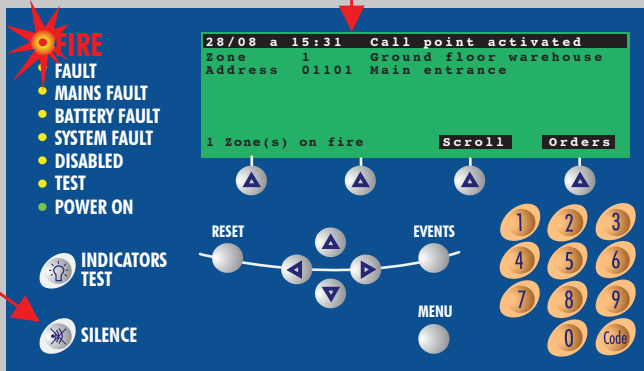 FIRE
FAULT
MAINS FAULT
BATTERY FAULT
SYSTEM FAULT
DISABLED
TEST
POWER ON
INDICATORS
TEST
SILENCE
28/08 a 15:31 Call point activated
Zone 1 Ground floor warehouse
Address 01101 Main entrance
1 Zone(s) on fire Scroll Orders
RESET
EVENTS
MENU
1 2 3
4 5 6
7 8 9
0 Code